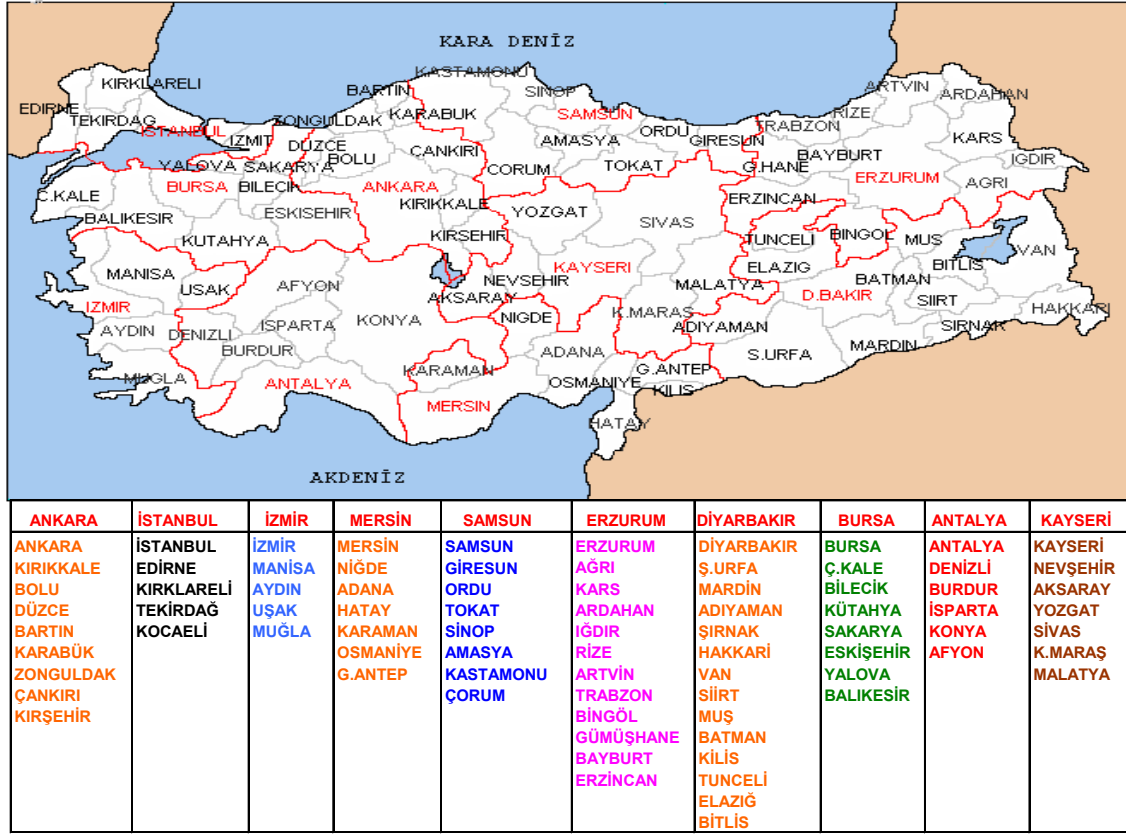 KARA DENİZ
KASTAMONU
KIRKLARELI
BARTIN
SINOP
ARTVIN
ARDAHAN
EDIRNE
TEKIRDAG
ISTANBUL
IZMIT
ZONGULDAK
KARABUK
SAMSUN
RIZE
TRABZON
DÜZCE
AMASYA
ORDU
GIRESUN
KARS
YALOVA
SAKARYA
BOLU
ÇANKIRI
CORUM
TOKAT
G.HANE
BAYBURT
IGDIR
Ç.KALE
BURSA
BILECIK
ANKARA
ERZURUM
AGRI
BALIKESIR
ESKISEHIR
KIRIKKALE
YOZGAT
SIVAS
ERZINCAN
KUTAHYA
KIRSEHIR
TUNCELI
BINGOL
MUS
VAN
MANISA
USAK
AFYON
NEVSEHIR
KAYSERI
MALATYA
ELAZIG
BATMAN
BITLIS
IZMIR
AKSARAY
D.BAKIR
SIIRT
HAKKARI
AYDIN
DENIZLI
ISPARTA
KONYA
NIGDE
K.MARAS
ADIYAMAN
SIRNAK
BURDUR
ADANA
S.URFA
MARDIN
MUGLA
ANTALYA
KARAMAN
OSMANIYE
G.ANTEP
KILIS
MERSIN
HATAY
AKDENİZ
ANKARA İSTANBUL İZMİR MERSİN SAMSUN ERZURUM DİYARBAKIR BURSA ANTALYA KAYSERİ
ANKARA İSTANBUL İZMİR MERSİN SAMSUN ERZURUM DİYARBAKIR BURSA ANTALYA KAYSERİ
KIRIKKALE EDİRNE MANİSA NİĞDE GİRESUN AĞRI Ş.URFA Ç.KALE DENİZLİ NEVŞEHİR
BOLU KIRKLARELİ AYDIN ADANA ORDU KARS MARDİN BİLECİK BURDUR AKSARAY
DÜZCE TEKİRDAĞ UŞAK HATAY TOKAT ARDAHAN ADIYAMAN KÜTAHYA İSPARTA YOZGAT
BARTIN KOCAELİ MUĞLA KARAMAN SİNOP IĞDIR ŞIRNAK SAKARYA KONYA SİVAS
KARABÜK OSMANİYE AMASYA RİZE HAKKARİ ESKİŞEHİR AFYON K.MARAŞ
ZONGULDAK G.ANTEP KASTAMONU ARTVİN VAN YALOVA MALATYA
ÇANKIRI ÇORUM TRABZON SİİRT BALIKESİR
KIRŞEHİR BİNGÖL MUŞ
GÜMÜŞHANE BATMAN
BAYBURT KİLİS
ERZİNCAN TUNCELİ
ELAZIĞ
BİTLİS